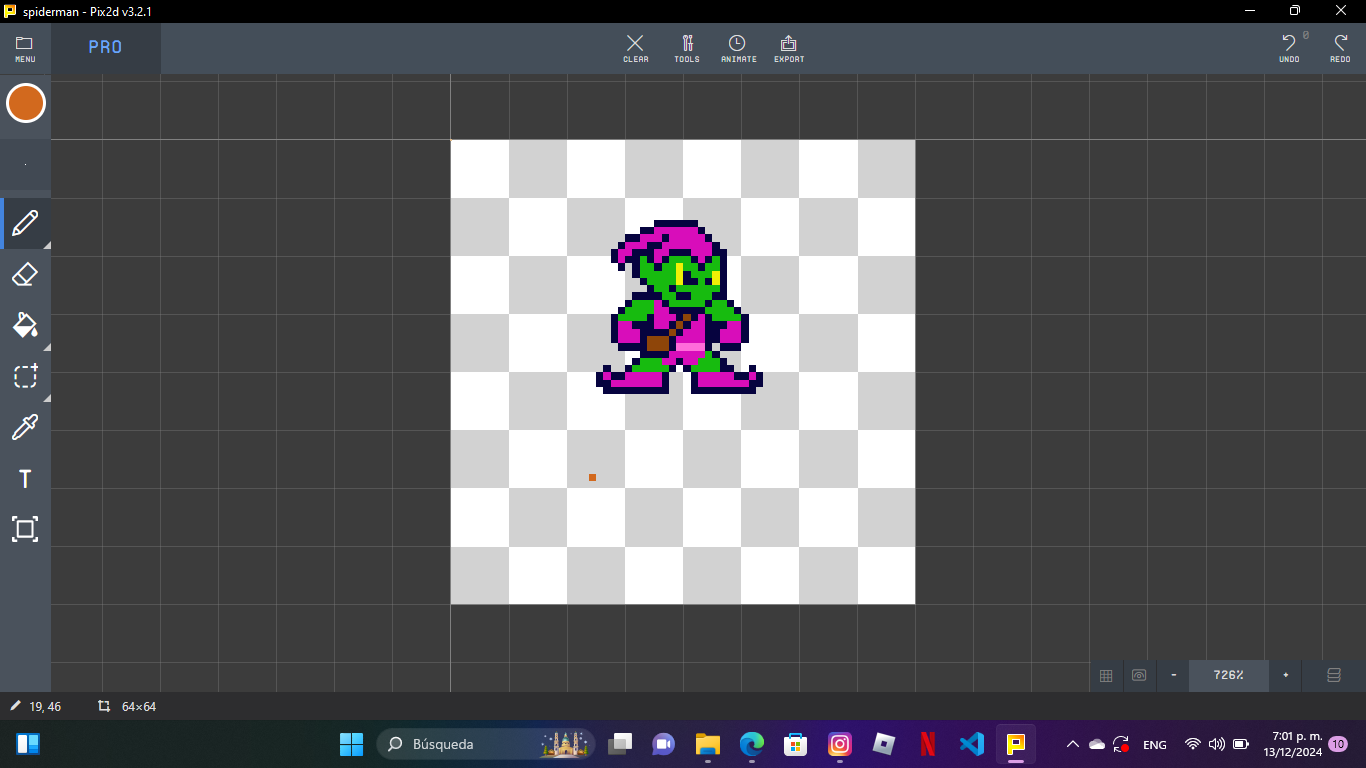 spiderman - Pix2d v3.2.1
MENU
PRO
CLEAR
TOOLS
ANIMATE
EXPORT
0
UNDO
REDO
T
- 726% +
19, 46
64×64
Búsqueda
ENG
7:01 p. m.
13/12/2024
10